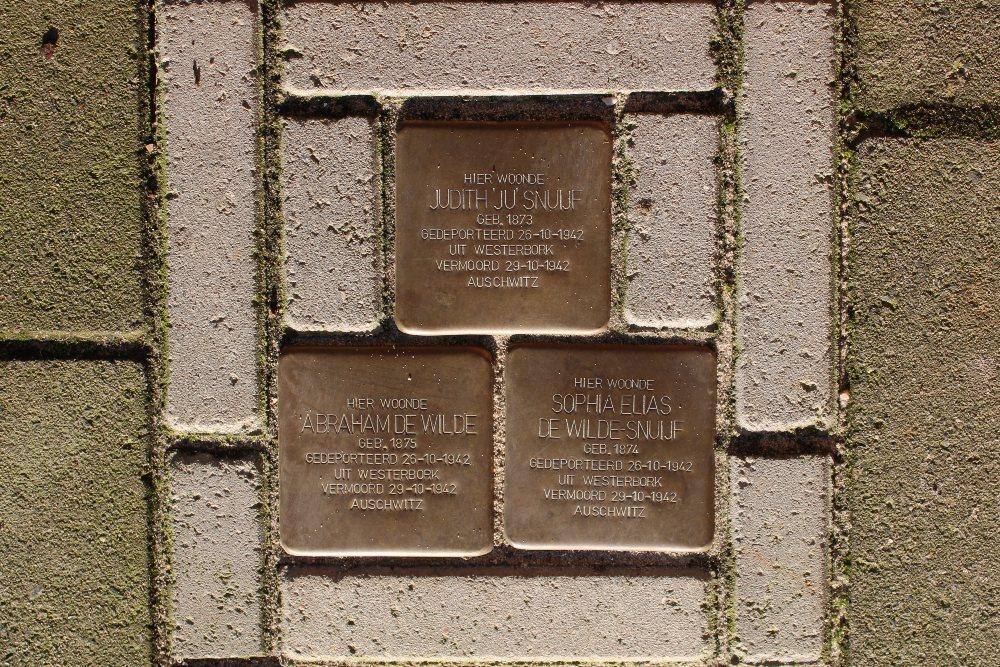 HIER WOONDE
JUDITH 'JU' SNUIJF
GEB. 1873
GEDEPORTEERD 26-10-1942
UIT WESTERBORK
VERMOORD 29-10-1942
AUSCHWITZ
HIER WOONDE
ABRAHAM DE WILDE
GEB. 1875
GEDEPORTEERD 26-10-1942
UIT WESTERBORK
VERMOORD 29-10-1942
AUSCHWITZ
HIER WOONDE
SOPHIA ELIAS
DE WILDE-SNUIJF
GEB. 1874
GEDEPORTEERD 26-10-1942
UIT WESTERBORK
VERMOORD 29-10-1942
AUSCHWITZ